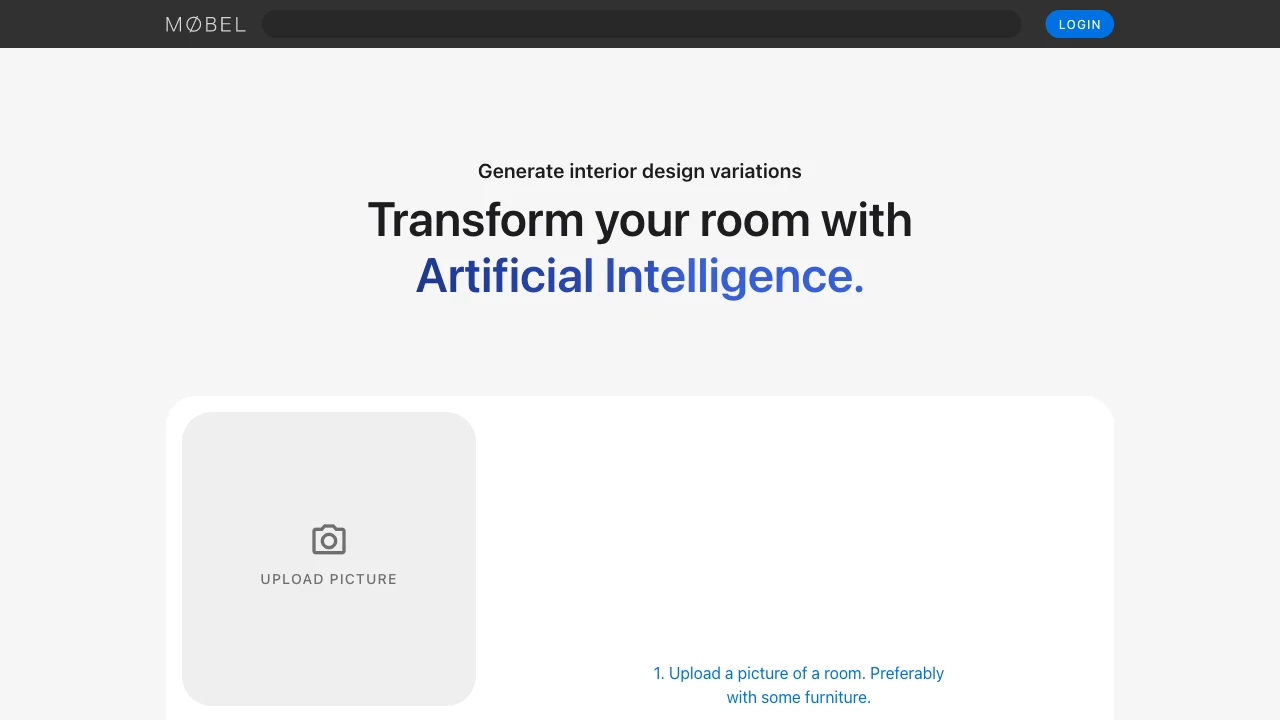 MØBEL
LOGIN
Generate interior design variations
Transform your room with
Artificial Intelligence.
UPLOAD PICTURE
1. Upload a picture of a room. Preferably
with some furniture.